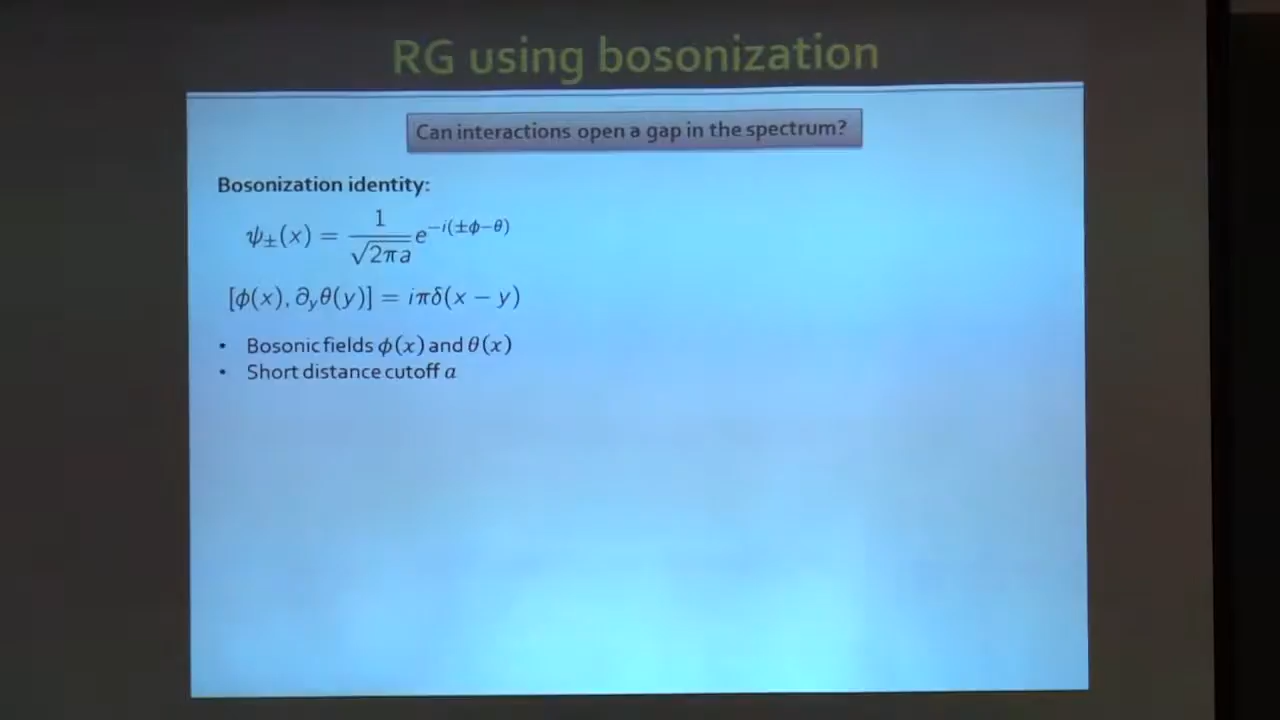 RG using bosonization
Can interactions open a gap in the spectrum?
Bosonization identity:
ψ±(x) = 1/√2πa e^−i(±ϕ−θ)
[ϕ(x), ∂yθ(y)] = iπδ(x − y)
• Bosonic fields ϕ(x) and θ(x)
• Short distance cutoff a